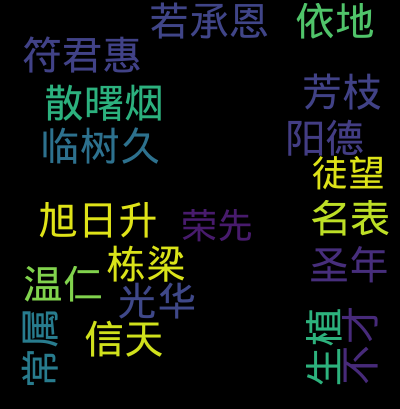 若承恩
依地
符君惠
散曙烟
芳枝
临树久
阳德
徒望
旭日升
荣先
名表
栋梁
圣年
温仁
光华
常属
信天
生植
不才